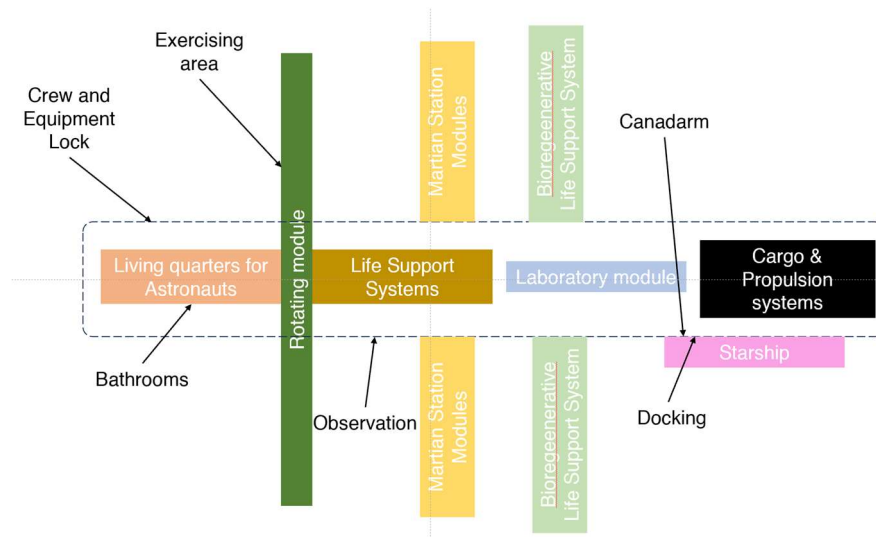 Exercising
area
Crew and
Equipment
Lock
Martian Station
Modules
Bioregeenerative
Life Support System
Canadarm
Living quarters for
Astronauts
Rotating module
Life Support
Systems
Laboratory module
Cargo &
Propulsion
systems
Starship
Bathrooms
Observation
Martian Station
Modules
Bioregeenerative
Life Support System
Docking